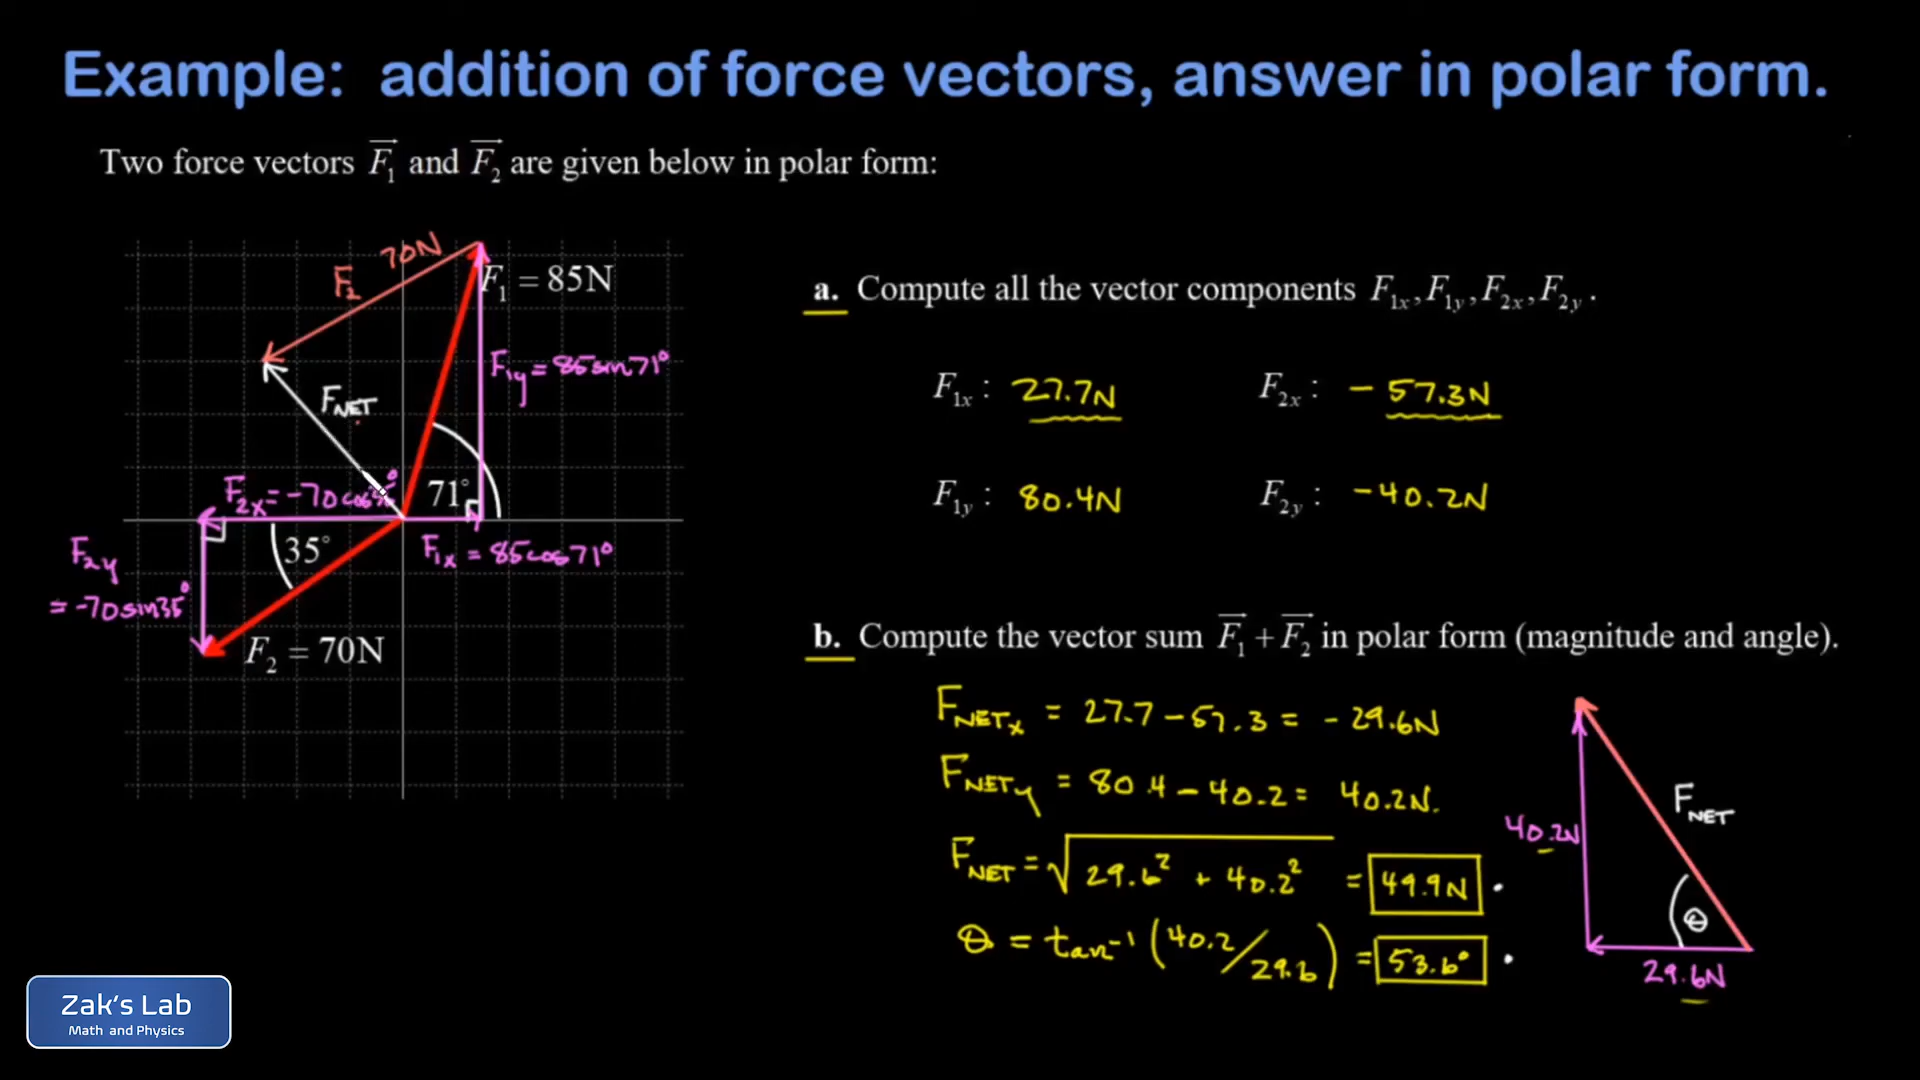 Example: addition of force vectors, answer in polar form.
Two force vectors F₁ and F₂ are given below in polar form:
F₂ 70N
F₁ = 85N
F₁y = 85sin71°
FNET
F₂x = -70cos35°
71°
F₁x = 85cos71°
35°
F₂y
= -70sin35°
F₂ = 70N
a. Compute all the vector components F₁x, F₁y, F₂x, F₂y.
F₁x: 27.7N F₂x: -57.3N
F₁y: 80.4N F₂y: -40.2N
b. Compute the vector sum F₁ + F₂ in polar form (magnitude and angle).
FNETx = 27.7 - 57.3 = -29.6N
FNETy = 80.4 - 40.2 = 40.2N.
FNET = √29.6² + 40.2² = 49.9N
θ = tan⁻¹(40.2/29.6) = 53.6°
FNET
40.2N
θ
29.6N
Zak's Lab
Math and Physics